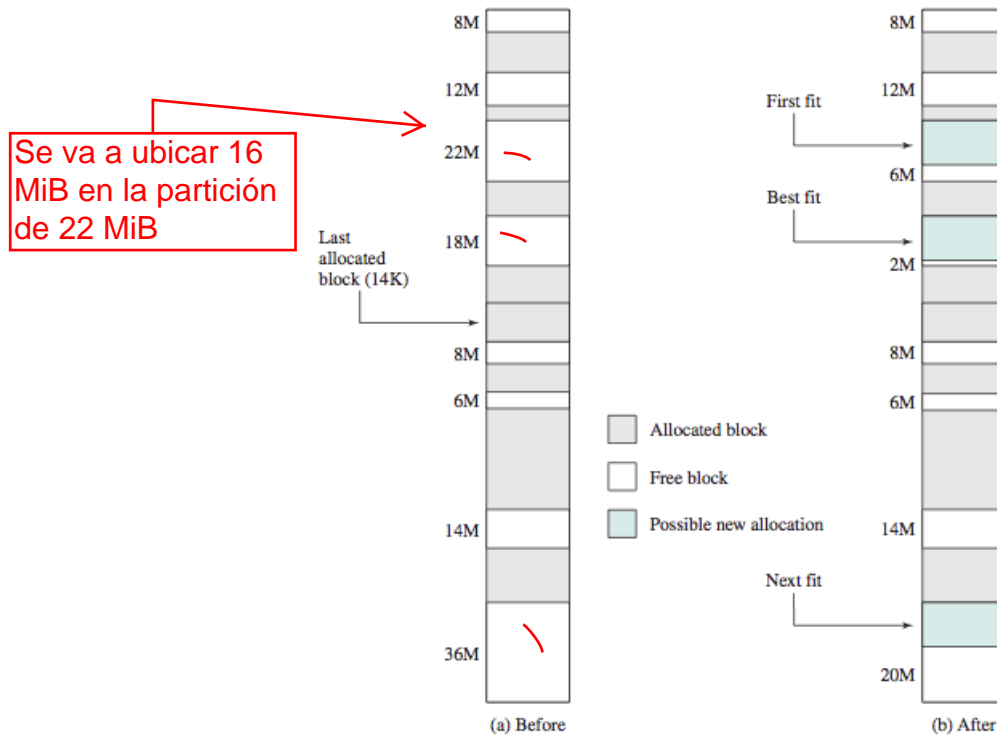 8M
12M
Se va a ubicar 16
MiB en la partición
de 22 MiB
22M
18M
Last
allocated
block (14K)
8M
6M
14M
36M
(a) Before
Allocated block
Free block
Possible new allocation
8M
12M
First fit
6M
Best fit
2M
8M
6M
14M
Next fit
20M
(b) After